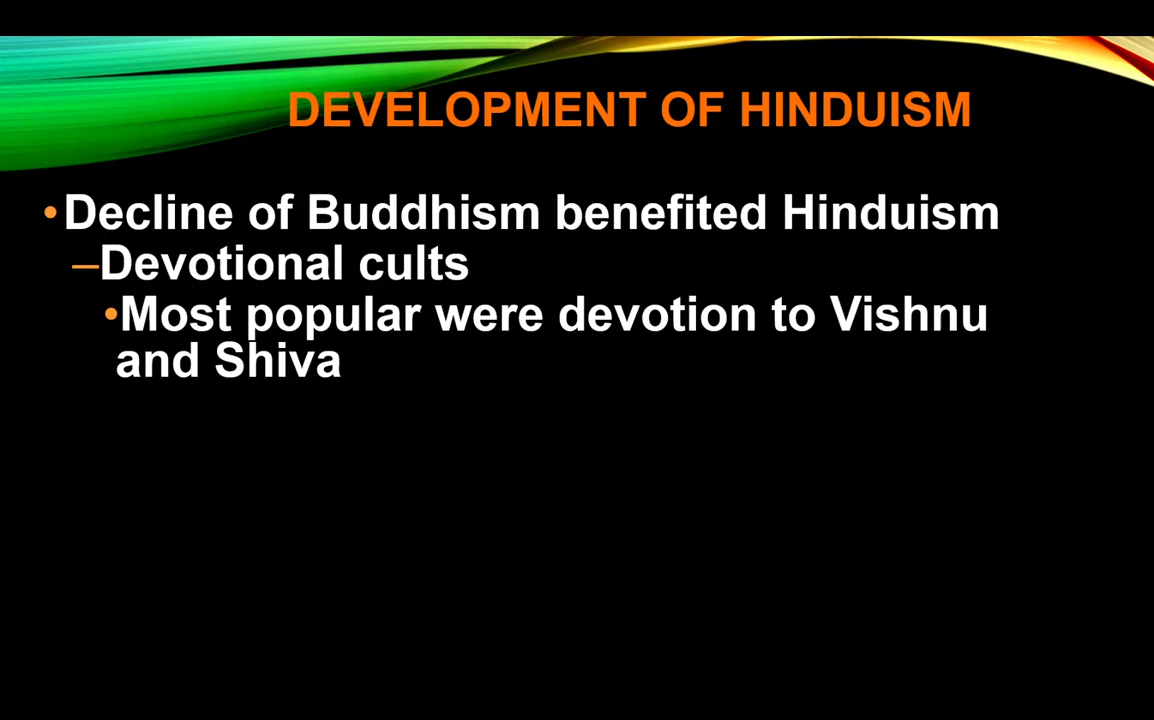 DEVELOPMENT OF HINDUISM
•Decline of Buddhism benefited Hinduism
–Devotional cults
•Most popular were devotion to Vishnu
and Shiva